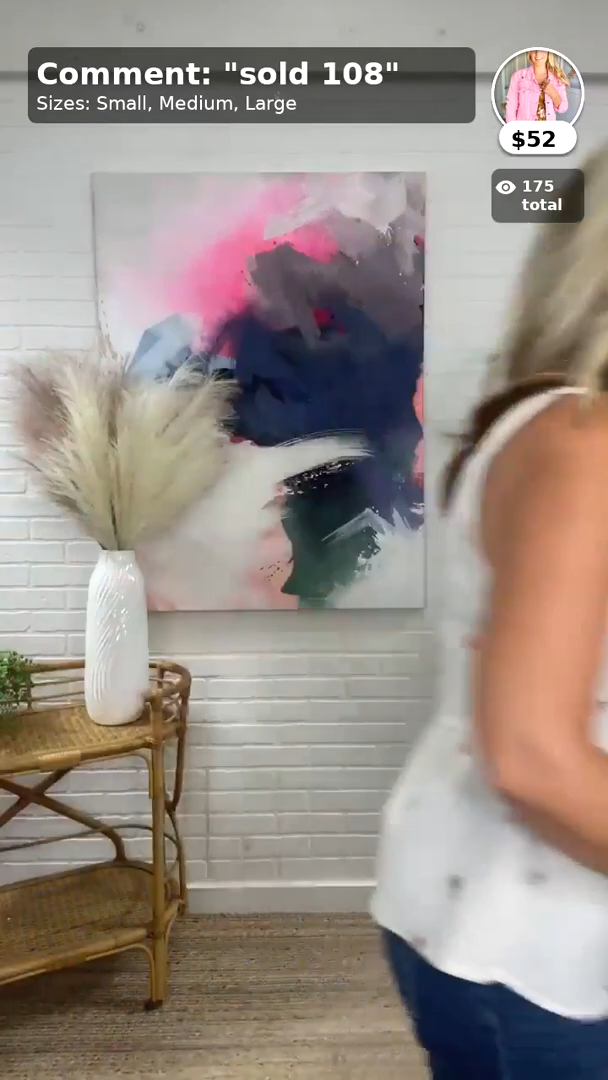 Comment: "sold 108"
Sizes: Small, Medium, Large
$52
175
total